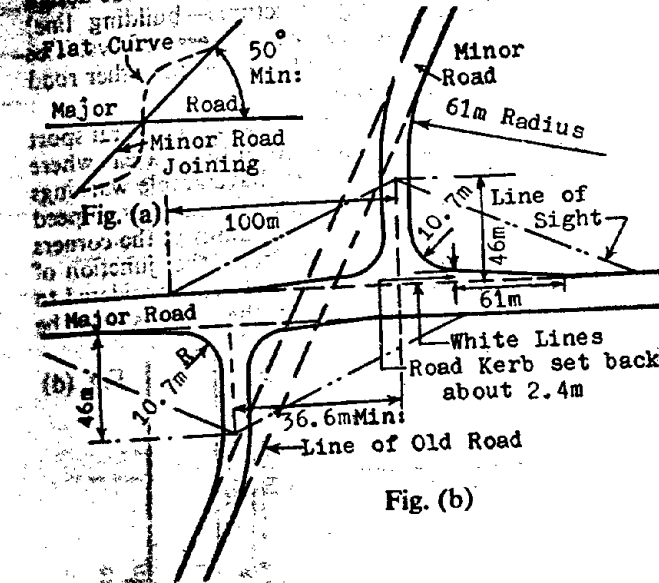 Flat Curve
50°
Min:
Major Road
Minor Road
Joining
Fig. (a)
Minor
Road
61m Radius
100m
10.7m
46m
Line of
Sight
61m
Major Road
White Lines
Road Kerb set back
about 2.4m
46m
10.7m R
36.6mMin:
Line of Old Road
Fig. (b)